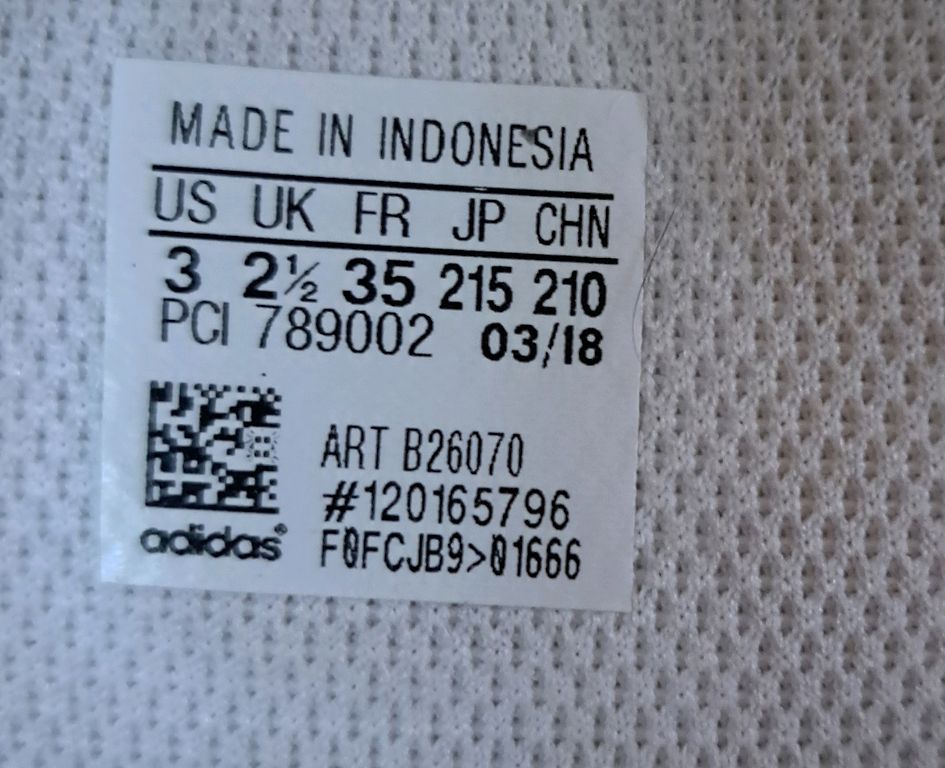 MADE IN INDONESIA
US UK FR JP CHN
3 2½ 35 215 210
PCI 789002 03/18
ART B26070
#120165796
adidas®
F0FCJB9>01666